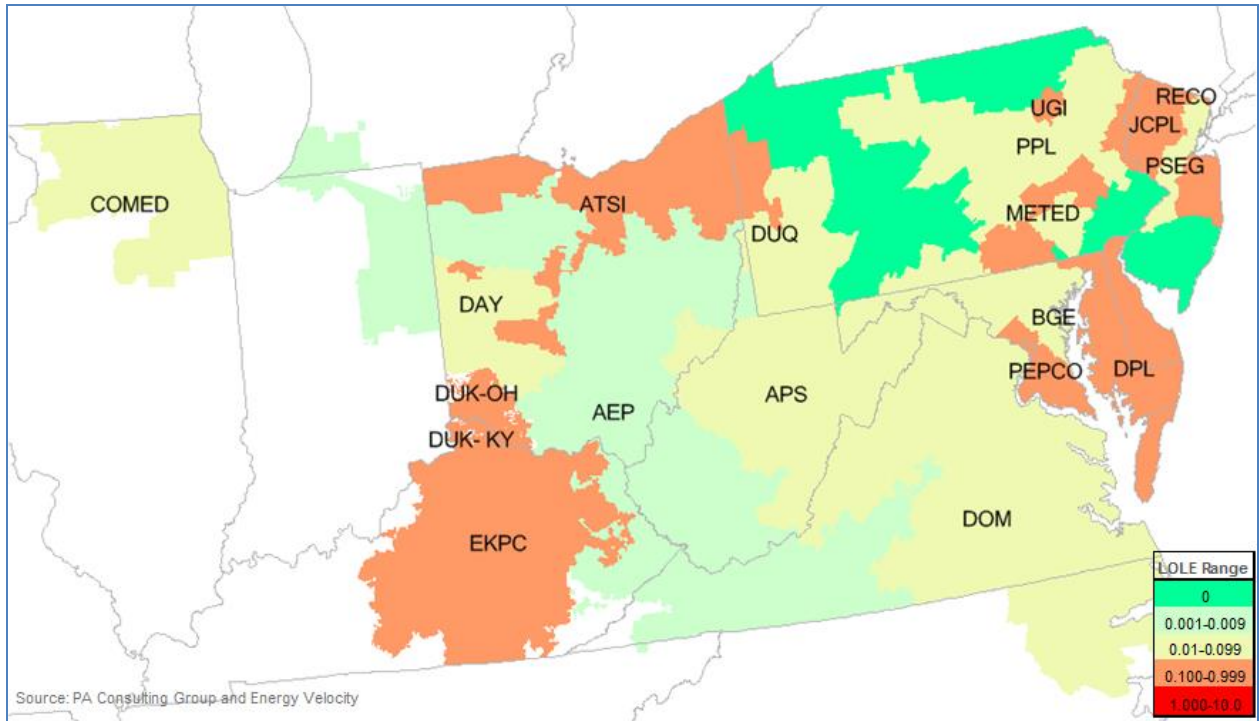 RECO
UGI
JCPL
PPL
PSEG
COMED
ATSI
METED
DUQ
DAY
BGE
PEPCO
DPL
DUK-OH
APS
AEP
DUK- KY
DOM
EKPC
LOLE Range
0
0.001-0.009
0.01-0.099
0.100-0.999
1.000-10.0
Source: PA Consulting Group and Energy Velocity